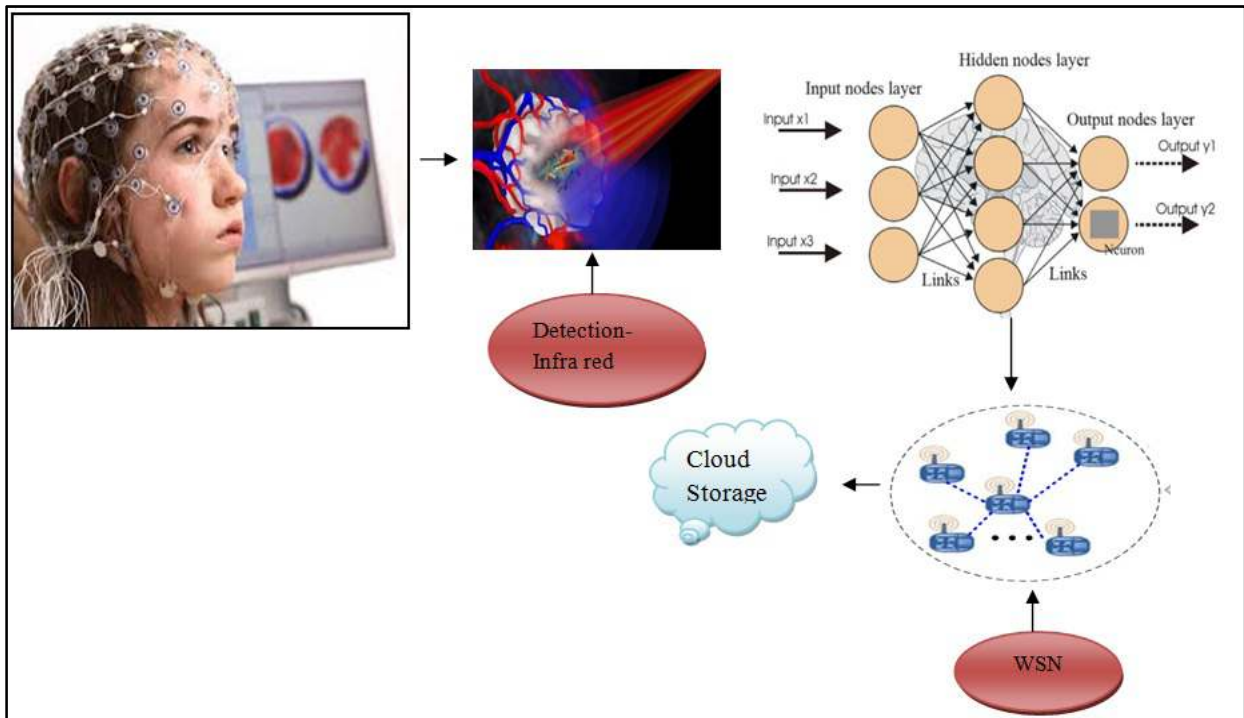 Hidden nodes layer
Input nodes layer
Output nodes layer
Input x1
Input x2
Input x3
Output y1
Output y2
Neuron
Links
Links
Detection-
Infra red
Cloud
Storage
WSN